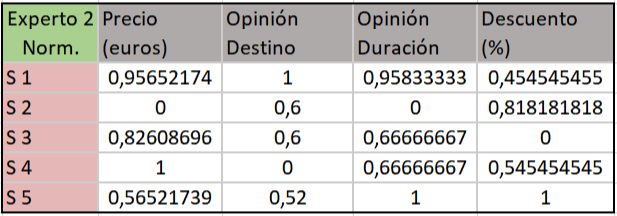 Experto 2 Norm. Precio (euros) Opinión Destino Opinión Duración Descuento (%)
S 1 0,95652174 1 0,95833333 0,454545455
S 2 0 0,6 0 0,818181818
S 3 0,82608696 0,6 0,66666667 0
S 4 1 0 0,66666667 0,545454545
S 5 0,56521739 0,52 1 1